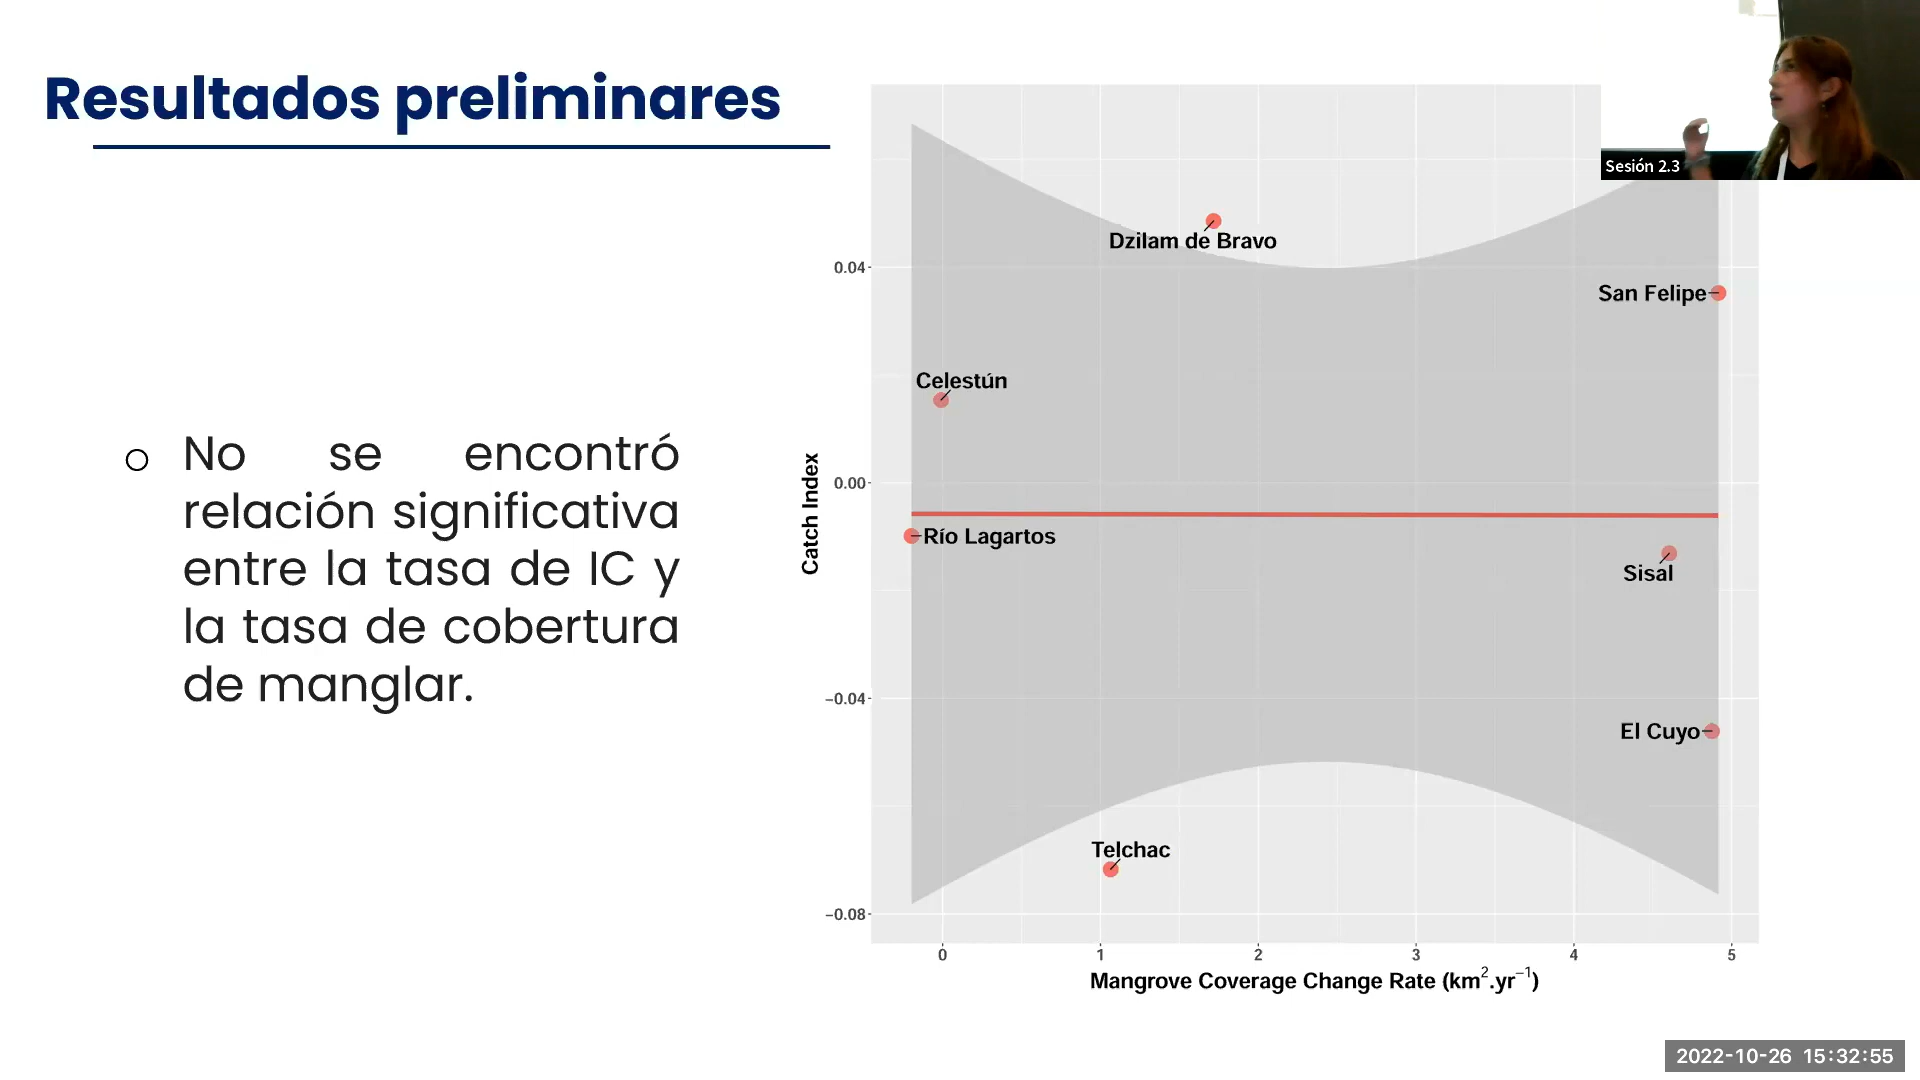 Resultados preliminares
Sesión 2.3
No se encontró
relación significativa
entre la tasa de IC y
la tasa de cobertura
de manglar.
Dzilam de Bravo
San Felipe
Celestún
Río Lagartos
Sisal
El Cuyo
Telchac
Catch Index
0.04
0.00
−0.04
−0.08
0 1 2 3 4 5
Mangrove Coverage Change Rate (km².yr⁻¹)
2022-10-26 15:32:55